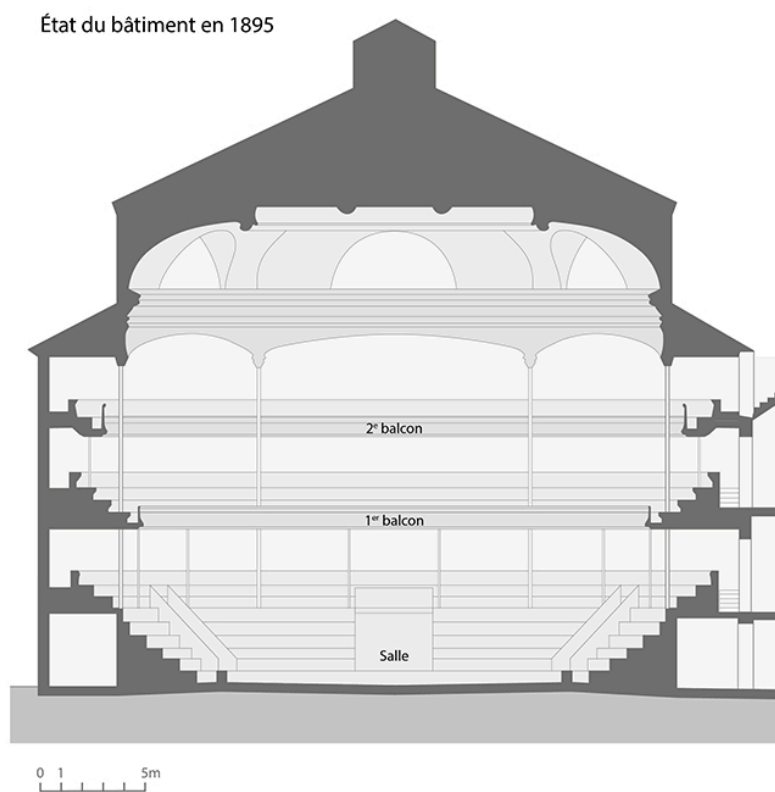 État du bâtiment en 1895
2e balcon
1er balcon
Salle
0 1 5m